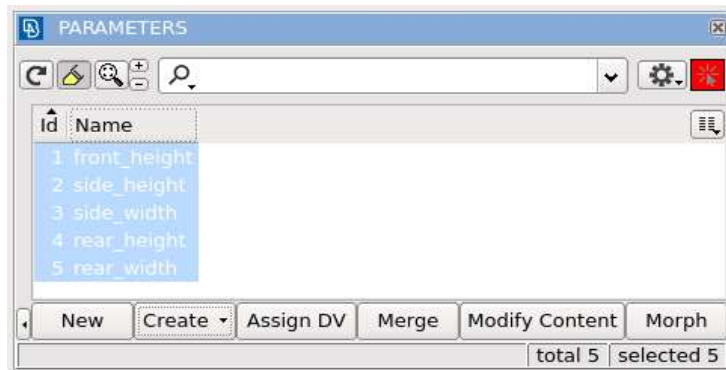 PARAMETERS
Id Name
1 front_height
2 side_height
3 side_width
4 rear_height
5 rear_width
New Create Assign DV Merge Modify Content Morph
total 5 selected 5